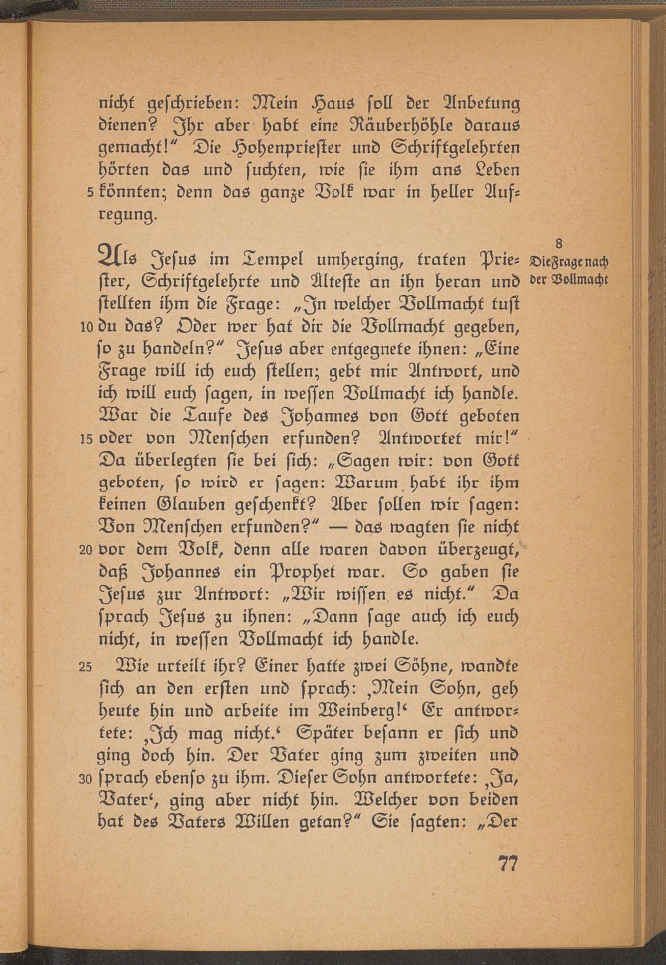 nicht geschrieben: Mein Haus soll der Anbetung
dienen? Ihr aber habt eine Räuberhöhle daraus
gemacht!“ Die Hohenpriester und Schriftgelehrten
hörten das und suchten, wie sie ihm ans Leben
5 könnten; denn das ganze Volk war in heller Auf-
regung.
8
Die Frage nach
der Vollmacht
Als Jesus im Tempel umherging, traten Prie-
ster, Schriftgelehrte und Älteste an ihn heran und
stellten ihm die Frage: „In welcher Vollmacht tust
10 du das? Oder wer hat dir die Vollmacht gegeben,
so zu handeln?“ Jesus aber entgegnete ihnen: „Eine
Frage will ich euch stellen; gebt mir Antwort, und
ich will euch sagen, in wessen Vollmacht ich handle.
War die Taufe des Johannes von Gott geboten
15 oder von Menschen erfunden? Antwortet mir!“
Da überlegten sie bei sich: „Sagen wir: von Gott
geboten, so wird er sagen: Warum habt ihr ihm
keinen Glauben geschenkt? Aber sollen wir sagen:
Von Menschen erfunden?“ — das wagten sie nicht
20 vor dem Volk, denn alle waren davon überzeugt,
daß Johannes ein Prophet war. So gaben sie
Jesus zur Antwort: „Wir wissen es nicht.“ Da
sprach Jesus zu ihnen: „Dann sage auch ich euch
nicht, in wessen Vollmacht ich handle.
25 Wie urteilt ihr? Einer hatte zwei Söhne, wandte
sich an den ersten und sprach: ‚Mein Sohn, geh
heute hin und arbeite im Weinberg!‘ Er antwor-
tete: ‚Ich mag nicht.‘ Später besann er sich und
ging doch hin. Der Vater ging zum zweiten und
30 sprach ebenso zu ihm. Dieser Sohn antwortete: ‚Ja,
Vater‘, ging aber nicht hin. Welcher von beiden
hat des Vaters Willen getan?“ Sie sagten: „Der
77